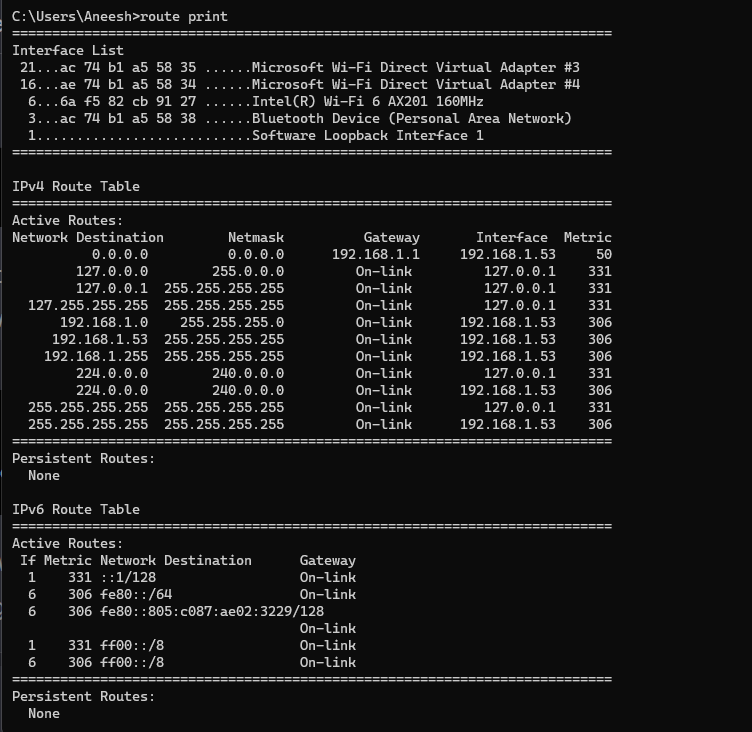 C:\Users\Aneesh>route print
===========================================================================
Interface List
 21...ac 74 b1 a5 58 35 ......Microsoft Wi-Fi Direct Virtual Adapter #3
 16...ae 74 b1 a5 58 34 ......Microsoft Wi-Fi Direct Virtual Adapter #4
  6...6a f5 82 cb 91 27 ......Intel(R) Wi-Fi 6 AX201 160MHz
  3...ac 74 b1 a5 58 38 ......Bluetooth Device (Personal Area Network)
  1...........................Software Loopback Interface 1
===========================================================================
IPv4 Route Table
===========================================================================
Active Routes:
Network Destination        Netmask          Gateway       Interface  Metric
          0.0.0.0          0.0.0.0      192.168.1.1     192.168.1.53     50
        127.0.0.0        255.0.0.0         On-link         127.0.0.1    331
        127.0.0.1  255.255.255.255         On-link         127.0.0.1    331
  127.255.255.255  255.255.255.255         On-link         127.0.0.1    331
      192.168.1.0    255.255.255.0         On-link      192.168.1.53    306
     192.168.1.53  255.255.255.255         On-link      192.168.1.53    306
    192.168.1.255  255.255.255.255         On-link      192.168.1.53    306
        224.0.0.0        240.0.0.0         On-link         127.0.0.1    331
        224.0.0.0        240.0.0.0         On-link      192.168.1.53    306
  255.255.255.255  255.255.255.255         On-link         127.0.0.1    331
  255.255.255.255  255.255.255.255         On-link      192.168.1.53    306
===========================================================================
Persistent Routes:
  None
IPv6 Route Table
===========================================================================
Active Routes:
 If Metric Network Destination      Gateway
  1    331 ::1/128                  On-link
  6    306 fe80::/64                On-link
  6    306 fe80::805:c087:ae02:3229/128
                                    On-link
  1    331 ff00::/8                 On-link
  6    306 ff00::/8                 On-link
===========================================================================
Persistent Routes:
  None